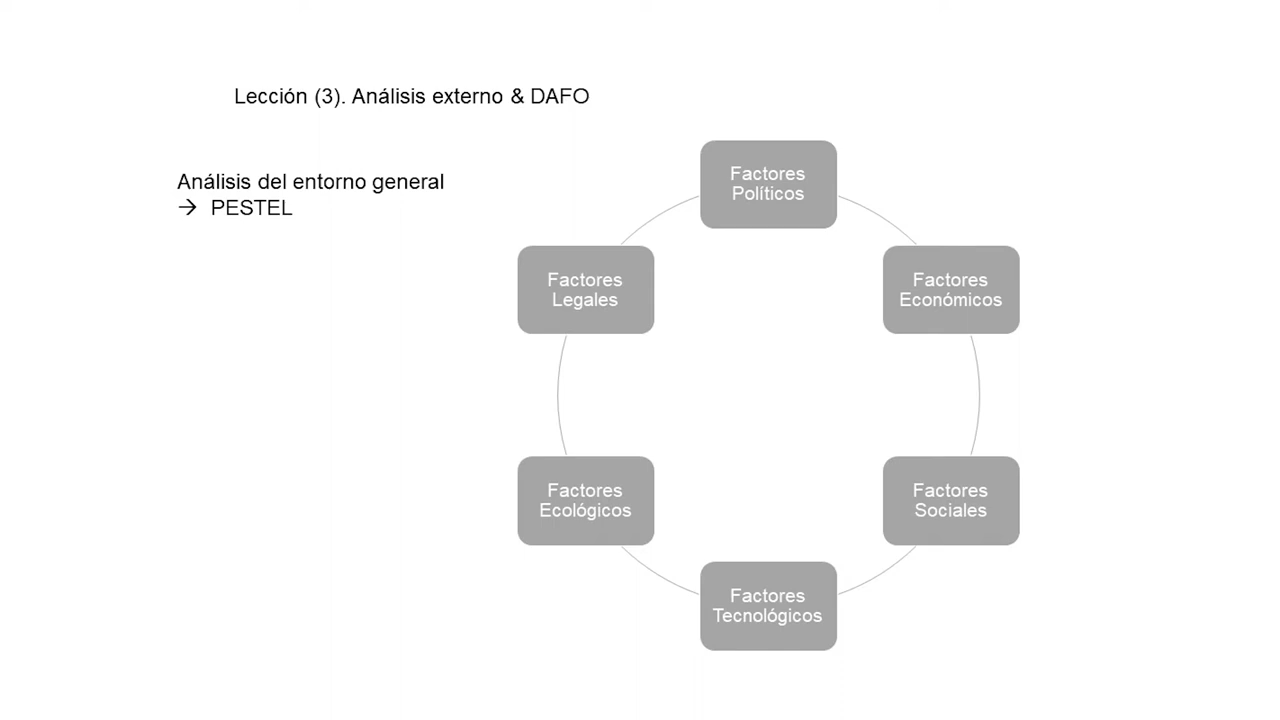 Lección (3). Análisis externo & DAFO
Análisis del entorno general
→ PESTEL
Factores
Políticos
Factores
Económicos
Factores
Sociales
Factores
Tecnológicos
Factores
Ecológicos
Factores
Legales